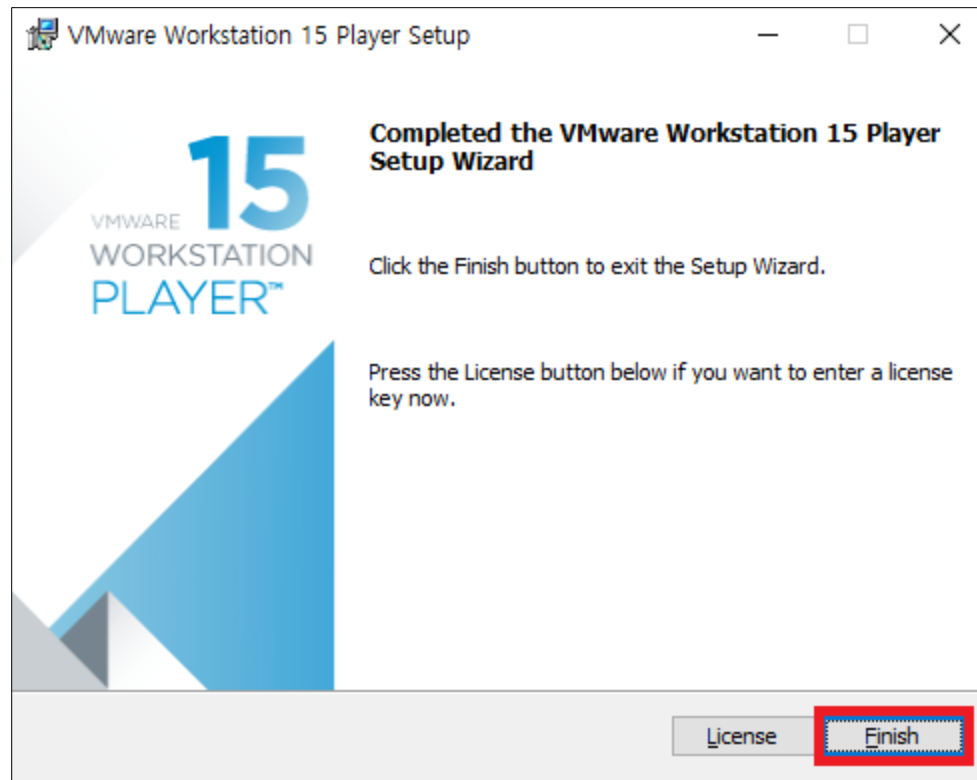 VMware Workstation 15 Player Setup
15
VMWARE
WORKSTATION
PLAYER™
Completed the VMware Workstation 15 Player
Setup Wizard
Click the Finish button to exit the Setup Wizard.
Press the License button below if you want to enter a license
key now.
License
Finish